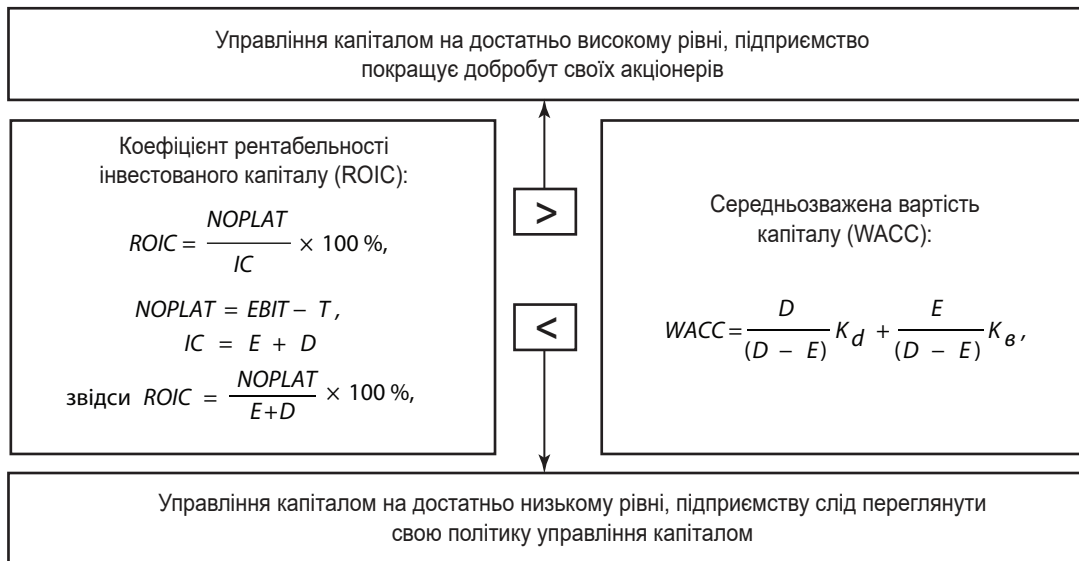 Управління капіталом на достатньо високому рівні, підприємство
покращує добробут своїх акціонерів
Коефіцієнт рентабельності
інвестованого капіталу (ROIC):
ROIC = NOPLAT / IC × 100 %,
NOPLAT = EBIT – T,
IC = E + D
звідси ROIC = NOPLAT / E+D × 100 %,
>
<
Середньозважена вартість
капіталу (WACC):
WACC = D / (D – E) K d + E / (D – E) K в,
Управління капіталом на достатньо низькому рівні, підприємству слід переглянути
свою політику управління капіталом